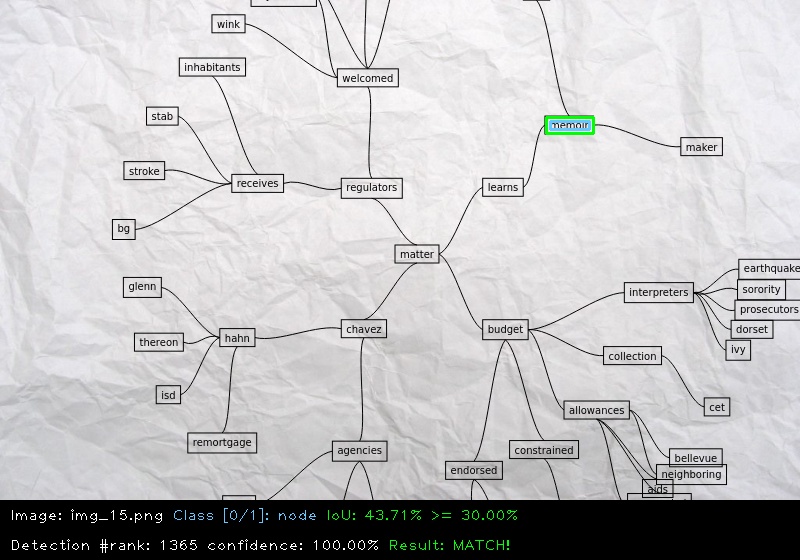 wink
welcomed
inhabitants
stab
memoir
maker
stroke
receives
regulators
learns
bg
matter
earthquake
glenn
interpreters
sorority
prosecutors
chavez
budget
dorset
hahn
thereon
ivy
collection
isd
cet
allowances
remortgage
agencies
constrained
bellevue
endorsed
neighboring
aids
Image: img_15.png Class [0/1]: node IoU: 43.71% >= 30.00%
Detection #rank: 1365 confidence: 100.00% Result: MATCH!